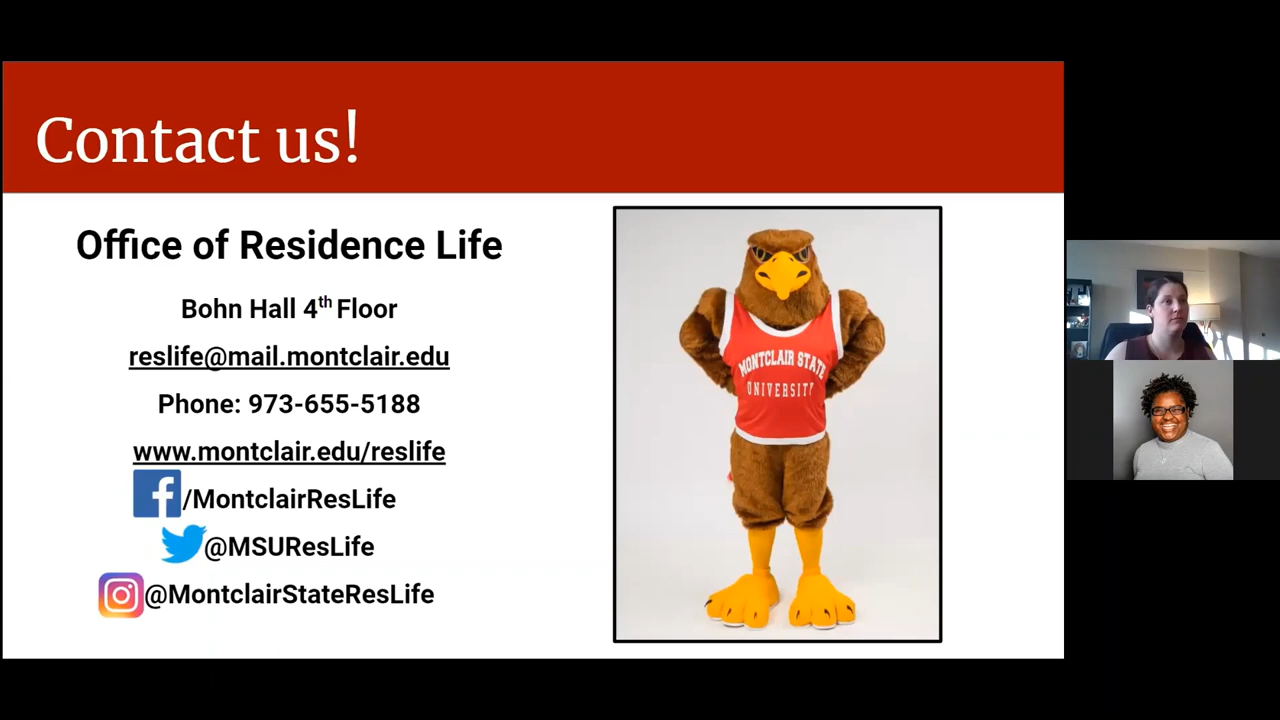 Contact us!
Office of Residence Life
Bohn Hall 4th Floor
reslife@mail.montclair.edu
Phone: 973-655-5188
www.montclair.edu/reslife
/MontclairResLife
@MSUResLife
@MontclairStateResLife
MONTCLAIR STATE
UNIVERSITY